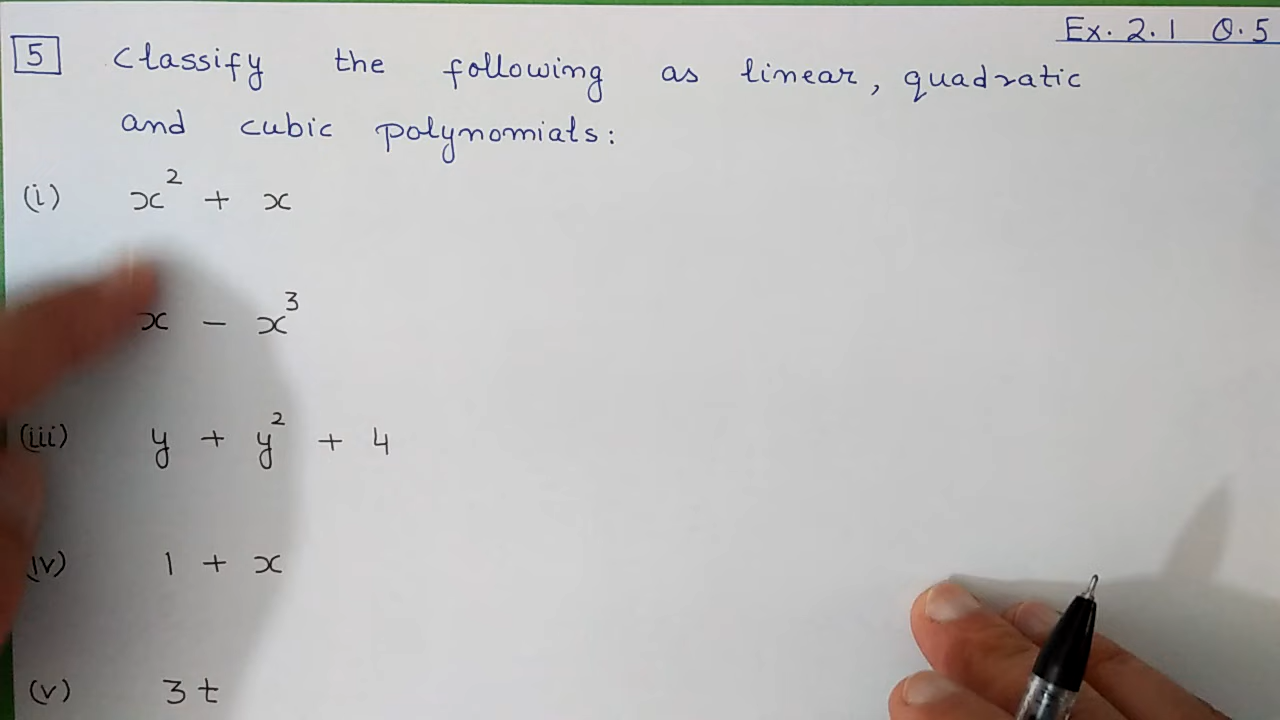 Ex. 2.1 Q.5
5 Classify the following as linear, quadratic
and cubic polynomials:
(i) x² + x
x - x³
(iii) y + y² + 4
(iv) 1 + x
(v) 3t